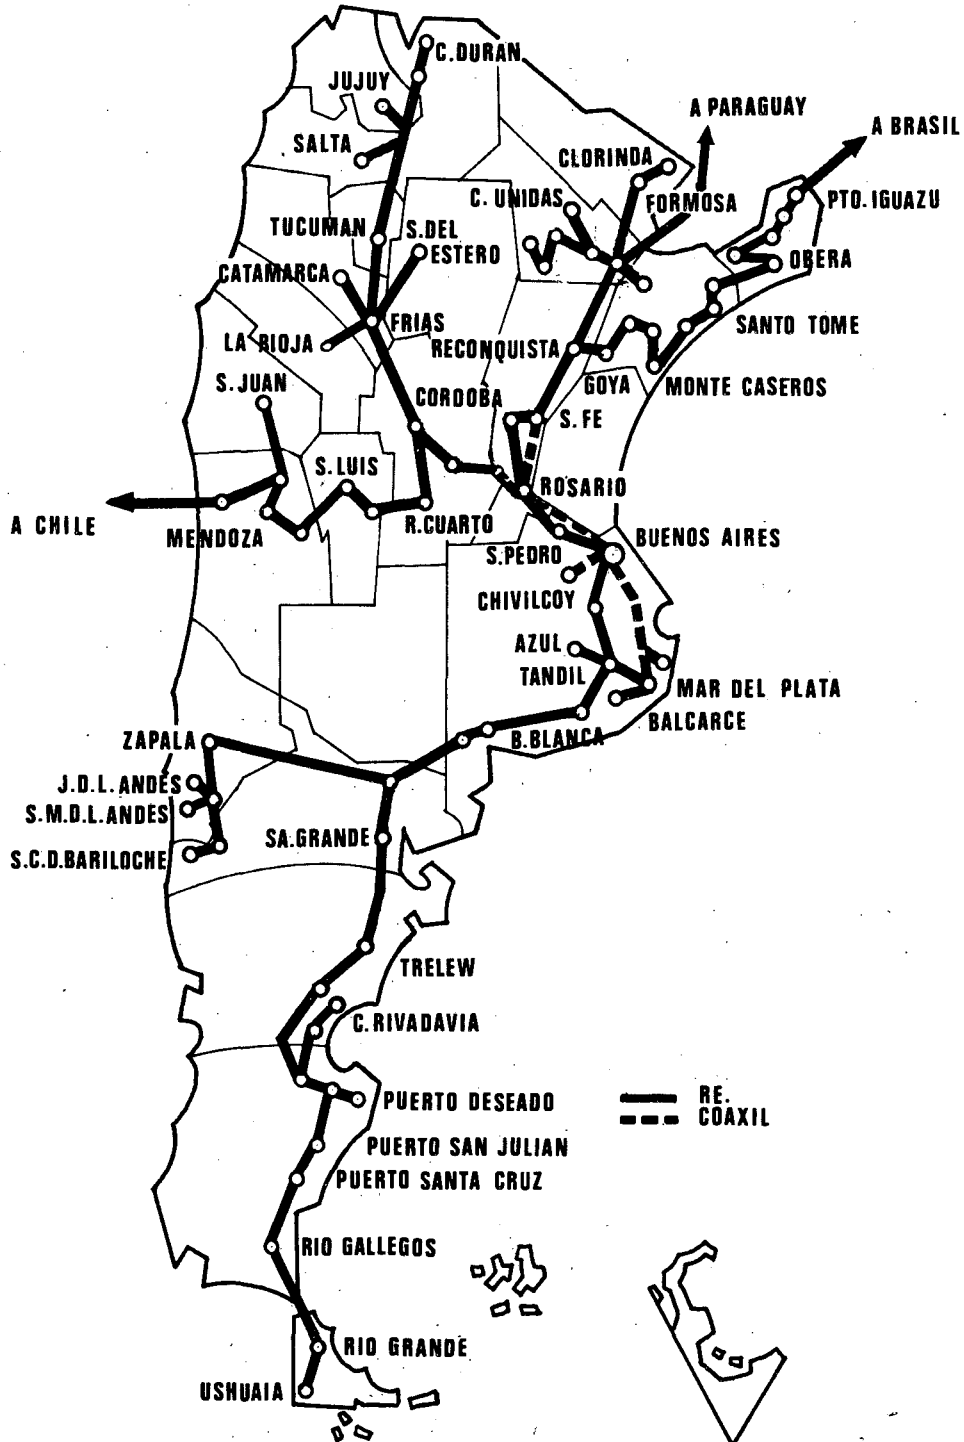 C.DURAN
JUJUY
A PARAGUAY
A BRASIL
SALTA
CLORINDA
C. UNIDAS
FORMOSA
PTO. IGUAZU
TUCUMAN
S.DEL
ESTERO
CATAMARCA
OBERA
FRIAS
SANTO TOME
LA RIOJA
RECONQUISTA
S. JUAN
GOYA
MONTE CASEROS
CORDOBA
S. FE
S. LUIS
ROSARIO
A CHILE
MENDOZA
R.CUARTO
BUENOS AIRES
S.PEDRO
CHIVILCOY
AZUL
TANDIL
MAR DEL PLATA
BALCARCE
B.BLANCA
ZAPALA
J.D.L. ANDES
S.M.D.L.ANDES
SA.GRANDE
S.C.D.BARILOCHE
TRELEW
C.RIVADAVIA
RE.
COAXIL
PUERTO DESEADO
PUERTO SAN JULIAN
PUERTO SANTA CRUZ
RIO GALLEGOS
RIO GRANDE
USHUAIA